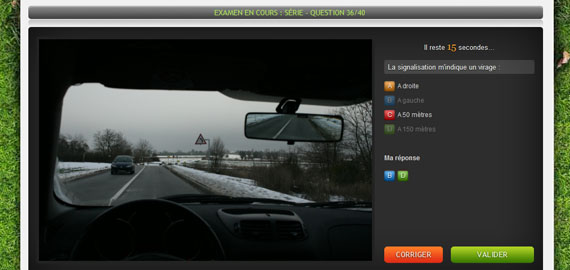 EXAMEN EN COURS : SÉRIE - QUESTION 36/40
Il reste 15 secondes...
La signalisation m'indique un virage :
A A droite
B A gauche
C A 50 mètres
D A 150 mètres
Ma réponse
B D
CORRIGER VALIDER